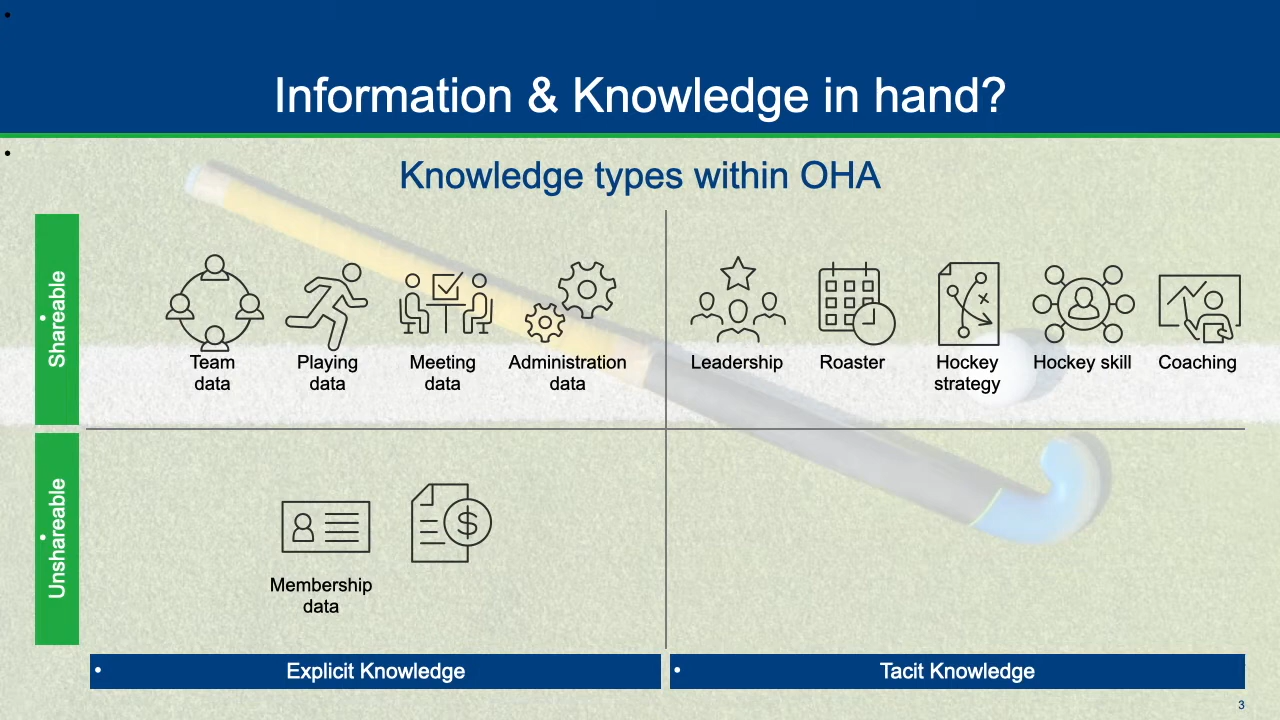 Information & Knowledge in hand?
Knowledge types within OHA
Shareable
Team
data
Playing
data
Meeting
data
Administration
data
Leadership
Roaster
Hockey
strategy
Hockey skill
Coaching
Unshareable
$
Membership
data
Explicit Knowledge
Tacit Knowledge
3